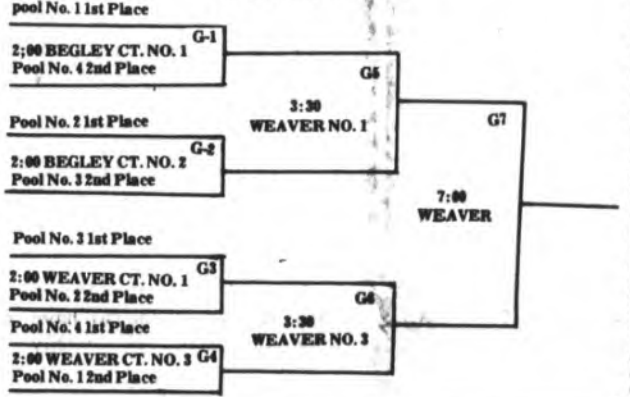 pool No. 1 1st Place
G-1
2;00 BEGLEY CT. NO. 1
Pool No. 4 2nd Place
G5
3:30
WEAVER NO. 1
Pool No. 2 1st Place
G-2
2:00 BEGLEY CT. NO. 2
Pool No. 3 2nd Place
G7
7:00
WEAVER
Pool No. 3 1st Place
G3
2:00 WEAVER CT. NO. 1
Pool No. 2 2nd Place
G6
3:30
WEAVER NO. 3
Pool No. 4 1st Place
2:00 WEAVER CT. NO. 3 G4
Pool No. 1 2nd Place